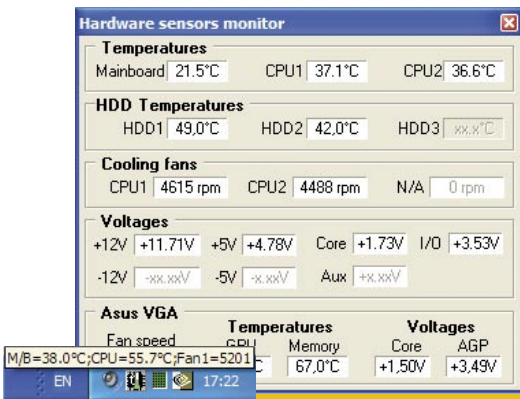 Hardware sensors monitor
Temperatures
Mainboard 21.5°C CPU1 37.1°C CPU2 36.6°C
HDD Temperatures
HDD1 49,0°C HDD2 42,0°C HDD3 xx.x°C
Cooling fans
CPU1 4615 rpm CPU2 4488 rpm N/A 0 rpm
Voltages
+12V +11.71V +5V +4.78V Core +1.73V I/O +3.53V
-12V -xx.xxV -5V -x.xxV Aux +x.xxV
Asus VGA
Temperatures Voltages
Fan speed GPU Memory Core AGP
67,0°C +1,50V +3,49V
M/B=38.0°C;CPU=55.7°C;Fan1=5201
EN 17:22